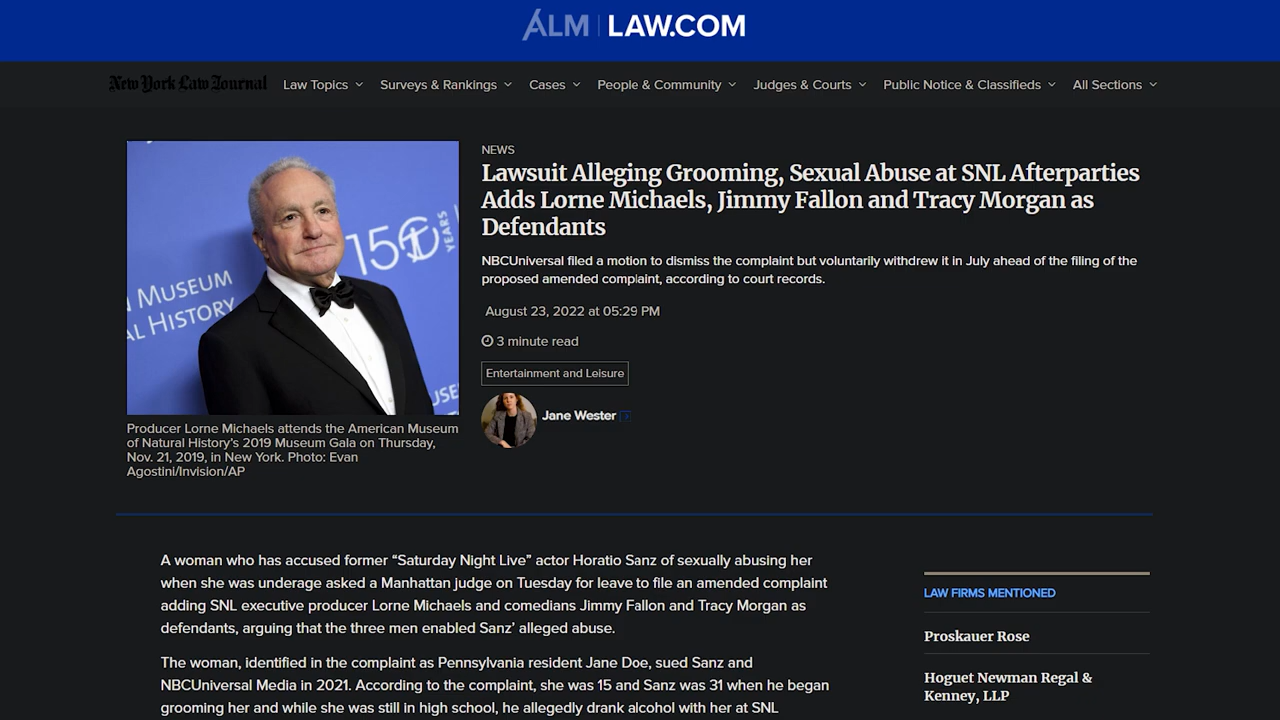 ALM | LAW.COM
New York Law Journal
Law Topics
Surveys & Rankings
Cases
People & Community
Judges & Courts
Public Notice & Classifieds
All Sections
MUSEUM
AL HISTORY
150
YEARS
USE
NEWS
Lawsuit Alleging Grooming, Sexual Abuse at SNL Afterparties
Adds Lorne Michaels, Jimmy Fallon and Tracy Morgan as
Defendants
NBCUniversal filed a motion to dismiss the complaint but voluntarily withdrew it in July ahead of the filing of the
proposed amended complaint, according to court records.
August 23, 2022 at 05:29 PM
3 minute read
Entertainment and Leisure
Jane Wester
Producer Lorne Michaels attends the American Museum
of Natural History's 2019 Museum Gala on Thursday,
Nov. 21, 2019, in New York. Photo: Evan
Agostini/Invision/AP
A woman who has accused former “Saturday Night Live” actor Horatio Sanz of sexually abusing her
when she was underage asked a Manhattan judge on Tuesday for leave to file an amended complaint
adding SNL executive producer Lorne Michaels and comedians Jimmy Fallon and Tracy Morgan as
defendants, arguing that the three men enabled Sanz’ alleged abuse.
The woman, identified in the complaint as Pennsylvania resident Jane Doe, sued Sanz and
NBCUniversal Media in 2021. According to the complaint, she was 15 and Sanz was 31 when he began
grooming her and while she was still in high school, he allegedly drank alcohol with her at SNL
LAW FIRMS MENTIONED
Proskauer Rose
Hoguet Newman Regal &
Kenney, LLP